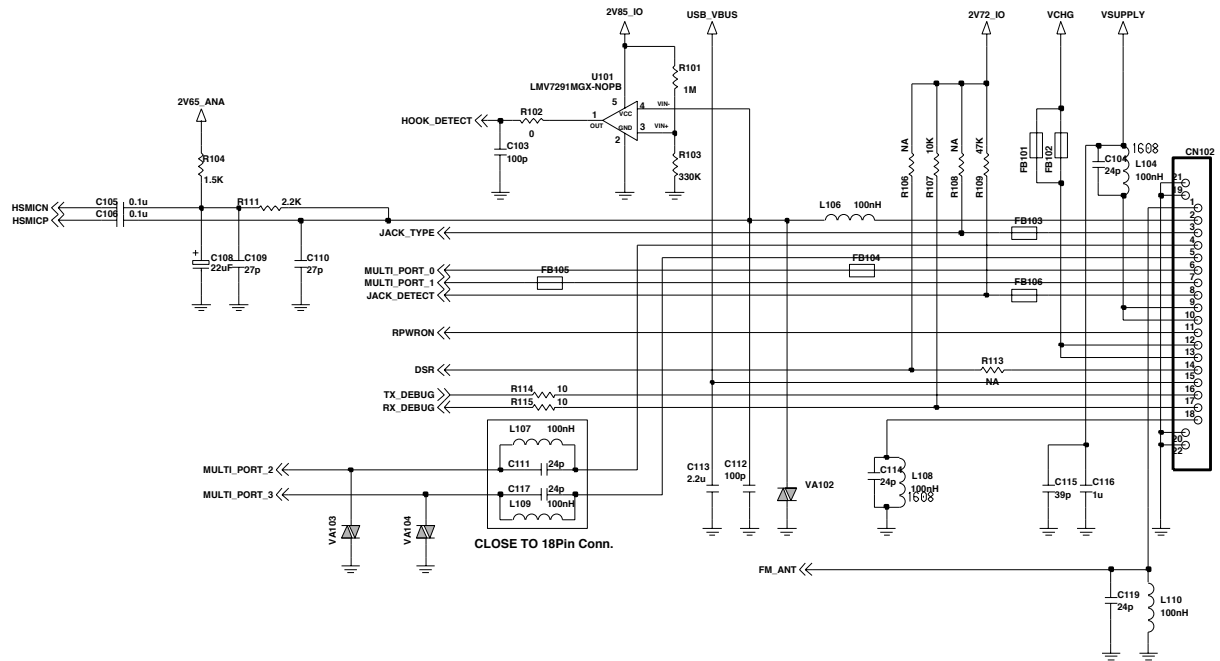 2V85_IO
USB_VBUS
2V72_IO
VCHG
VSUPPLY
U101
LMV7291MGX-NOPB
R101
1M
5
VCC
4
VIN-
1
OUT
GND
3
VIN+
2
R102
0
HOOK_DETECT
C103
100p
R103
330K
2V65_ANA
R104
1.5K
R106
NA
R107
10K
R108
NA
R109
47K
FB101
FB102
C104
24p
1608
L104
100nH
CN102
HSMICN
C105
0.1u
R111
2.2K
HSMICP
C106
0.1u
L106
100nH
JACK_TYPE
FB103
C108
22uF
+
C109
27p
C110
27p
MULTI_PORT_0
FB104
MULTI_PORT_1
FB105
JACK_DETECT
FB106
RPWRON
DSR
R113
NA
TX_DEBUG
R114
10
RX_DEBUG
R115
10
21
19
1
2
3
4
5
6
7
8
9
10
11
12
13
14
15
16
17
18
20
22
L107
100nH
C111
24p
C117
24p
L109
100nH
MULTI_PORT_2
MULTI_PORT_3
VA103
VA104
CLOSE TO 18Pin Conn.
C113
2.2u
C112
100p
VA102
C114
24p
L108
100nH
1608
C115
39p
C116
1u
FM_ANT
C119
24p
L110
100nH